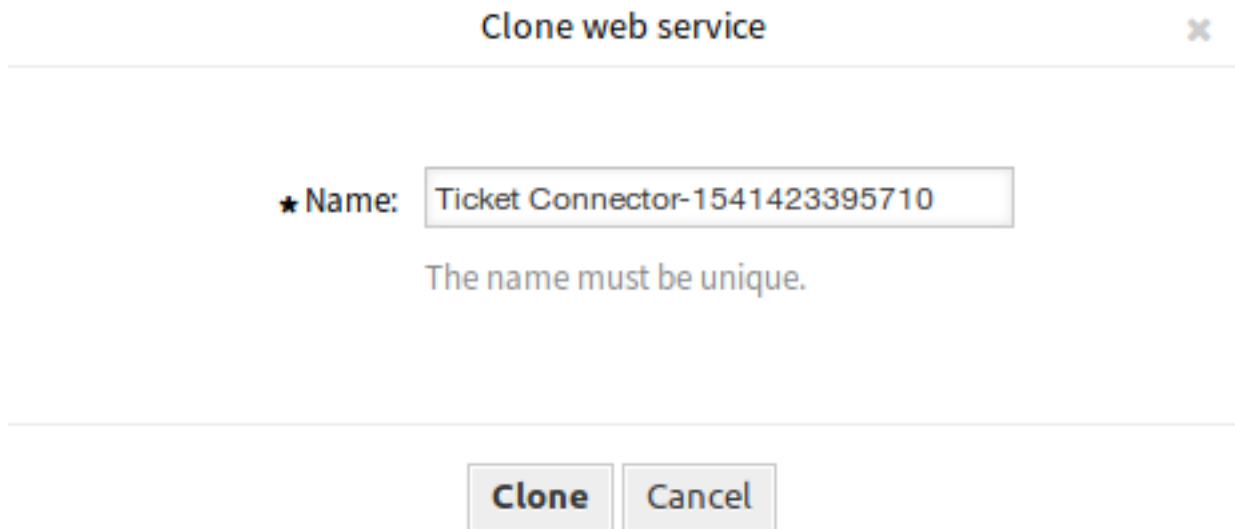 Clone web service
★ Name: Ticket Connector-1541423395710
The name must be unique.
Clone Cancel